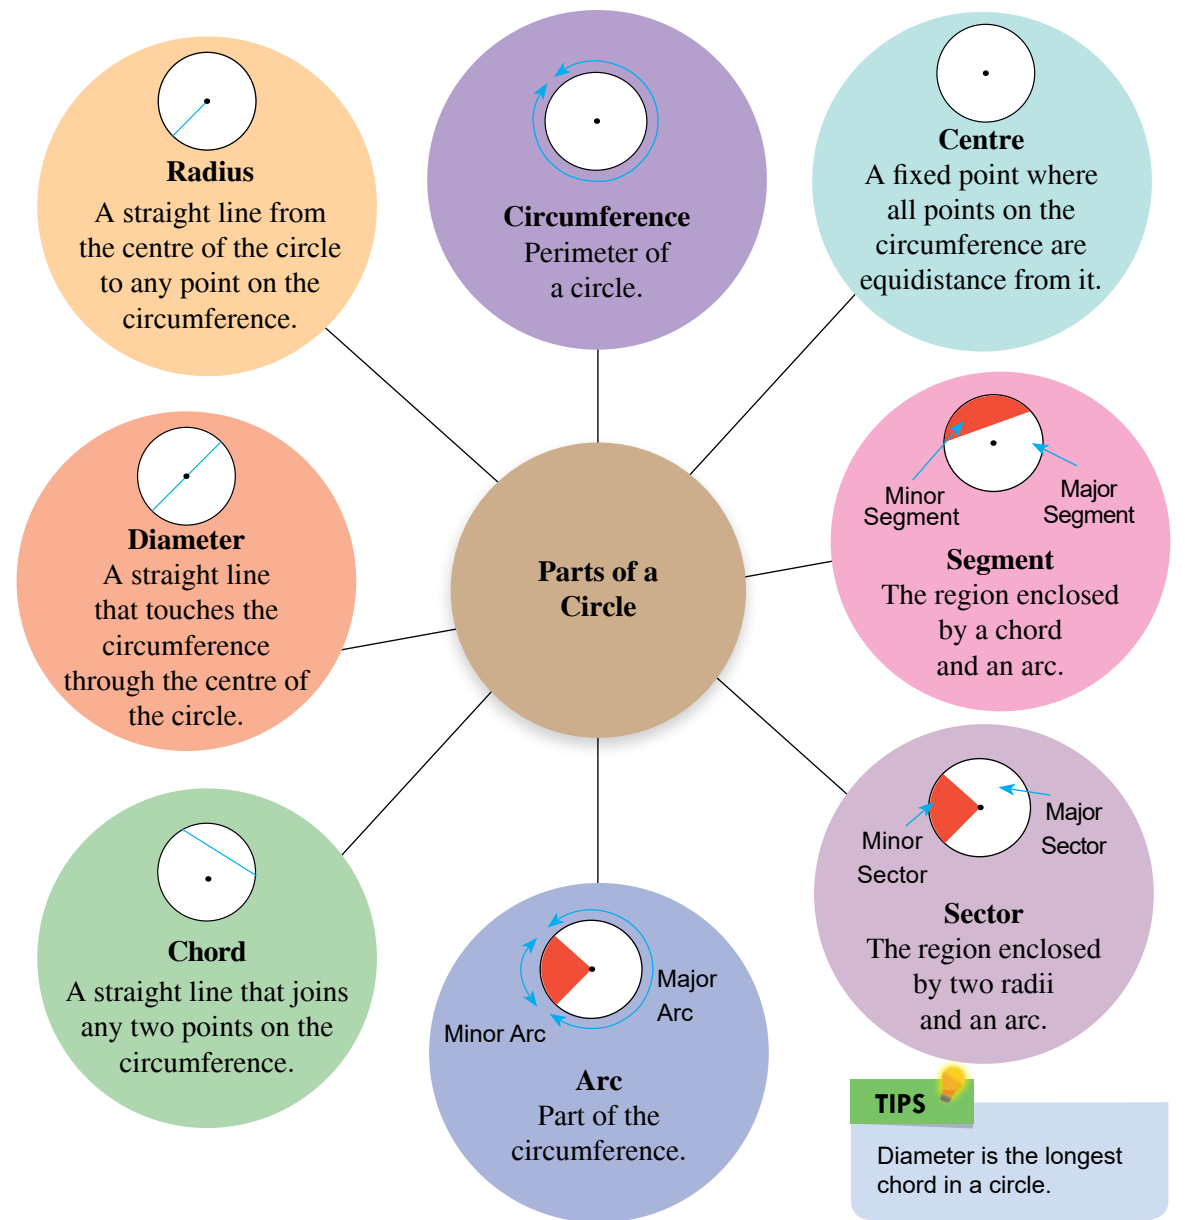 Radius
A straight line from
the centre of the circle
to any point on the
circumference.
Circumference
Perimeter of
a circle.
Centre
A fixed point where
all points on the
circumference are
equidistance from it.
Diameter
A straight line
that touches the
circumference
through the centre of
the circle.
Parts of a
Circle
Minor
Segment
Major
Segment
Segment
The region enclosed
by a chord
and an arc.
Chord
A straight line that joins
any two points on the
circumference.
Minor Arc
Major
Arc
Arc
Part of the
circumference.
Minor
Sector
Major
Sector
Sector
The region enclosed
by two radii
and an arc.
TIPS
Diameter is the longest
chord in a circle.